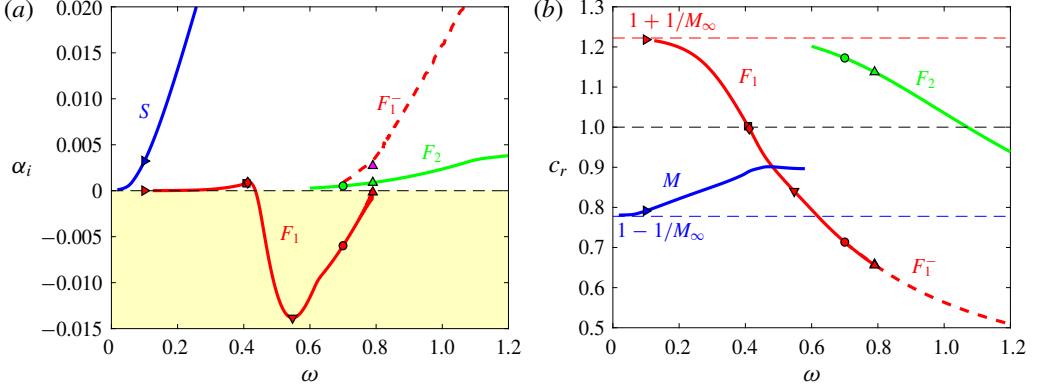 (a)
0.020
0.015
0.010
0.005
0
−0.005
−0.010
−0.015
α_i
S
F_1^−
F_2
F_1
0 0.2 0.4 0.6 0.8 1.0 1.2
ω
(b)
1.3
1.2
1.1
1.0
0.9
0.8
0.7
0.6
0.5
c_r
1 + 1/M_∞
F_1
F_2
M
1 − 1/M_∞
F_1^−
0 0.2 0.4 0.6 0.8 1.0 1.2
ω